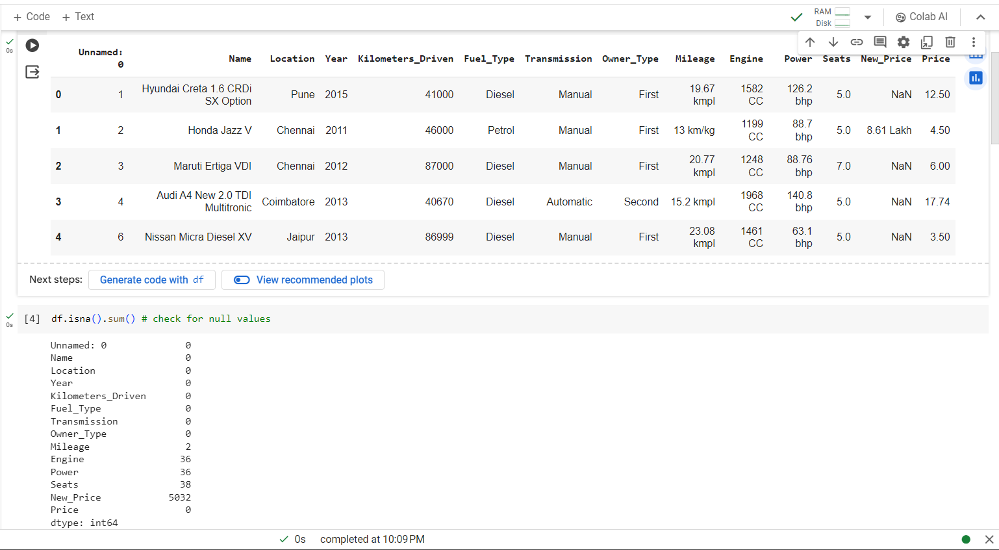 + Code + Text
RAM
Disk
Colab AI
0s
Unnamed: 0 Name Location Year Kilometers_Driven Fuel_Type Transmission Owner_Type Mileage Engine Power Seats New_Price Price
0 1 Hyundai Creta 1.6 CRDi SX Option Pune 2015 41000 Diesel Manual First 19.67 kmpl 1582 CC 126.2 bhp 5.0 NaN 12.50
1 2 Honda Jazz V Chennai 2011 46000 Petrol Manual First 13 km/kg 1199 CC 88.7 bhp 5.0 8.61 Lakh 4.50
2 3 Maruti Ertiga VDI Chennai 2012 87000 Diesel Manual First 20.77 kmpl 1248 CC 88.76 bhp 7.0 NaN 6.00
3 4 Audi A4 New 2.0 TDI Multitronic Coimbatore 2013 40670 Diesel Automatic Second 15.2 kmpl 1968 CC 140.8 bhp 5.0 NaN 17.74
4 6 Nissan Micra Diesel XV Jaipur 2013 86999 Diesel Manual First 23.08 kmpl 1461 CC 63.1 bhp 5.0 NaN 3.50
Next steps: Generate code with df View recommended plots
0s
[4] df.isna().sum() # check for null values
Unnamed: 0 0
Name 0
Location 0
Year 0
Kilometers_Driven 0
Fuel_Type 0
Transmission 0
Owner_Type 0
Mileage 2
Engine 36
Power 36
Seats 38
New_Price 5032
Price 0
dtype: int64
0s completed at 10:09 PM